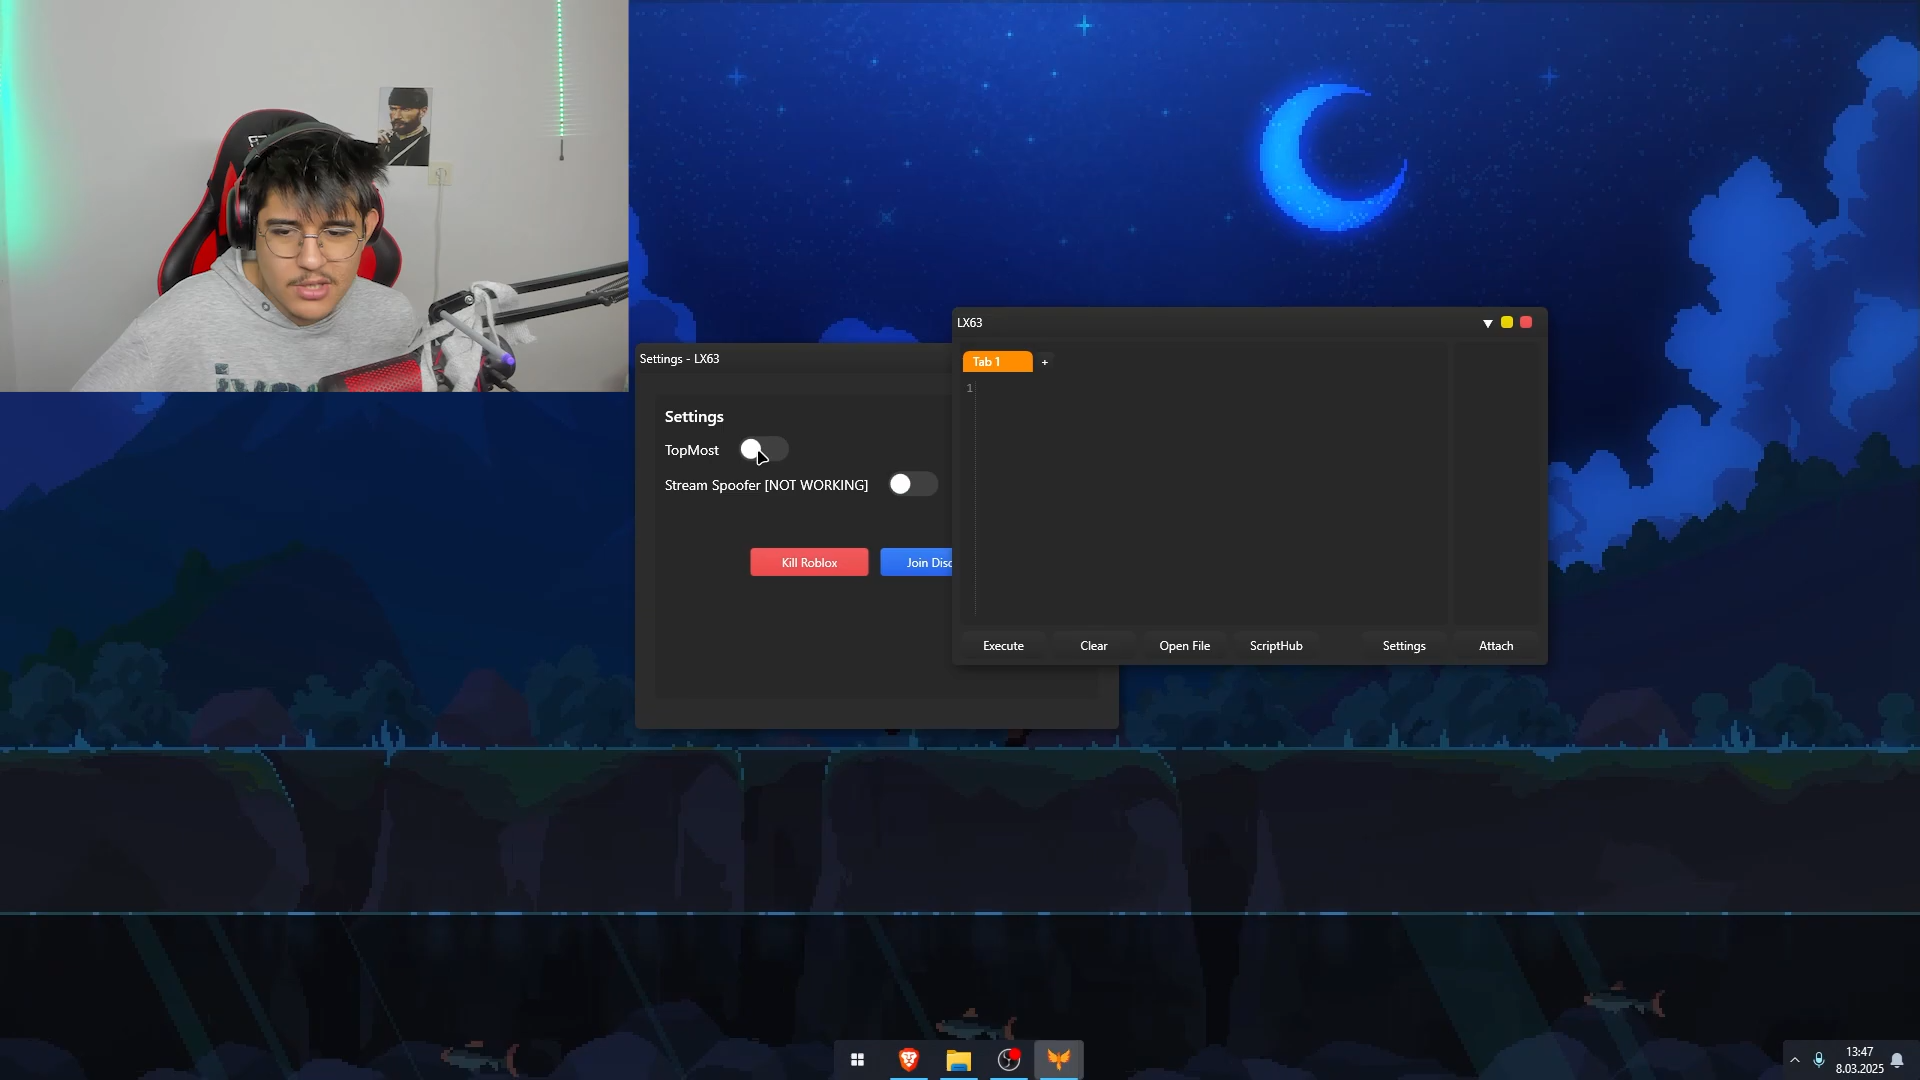 LX63
Tab 1 +
1
Settings - LX63
Settings
TopMost
Stream Spoofer [NOT WORKING]
Kill Roblox
Join Disc
Execute
Clear
Open File
ScriptHub
Settings
Attach
13:47
8.03.2025